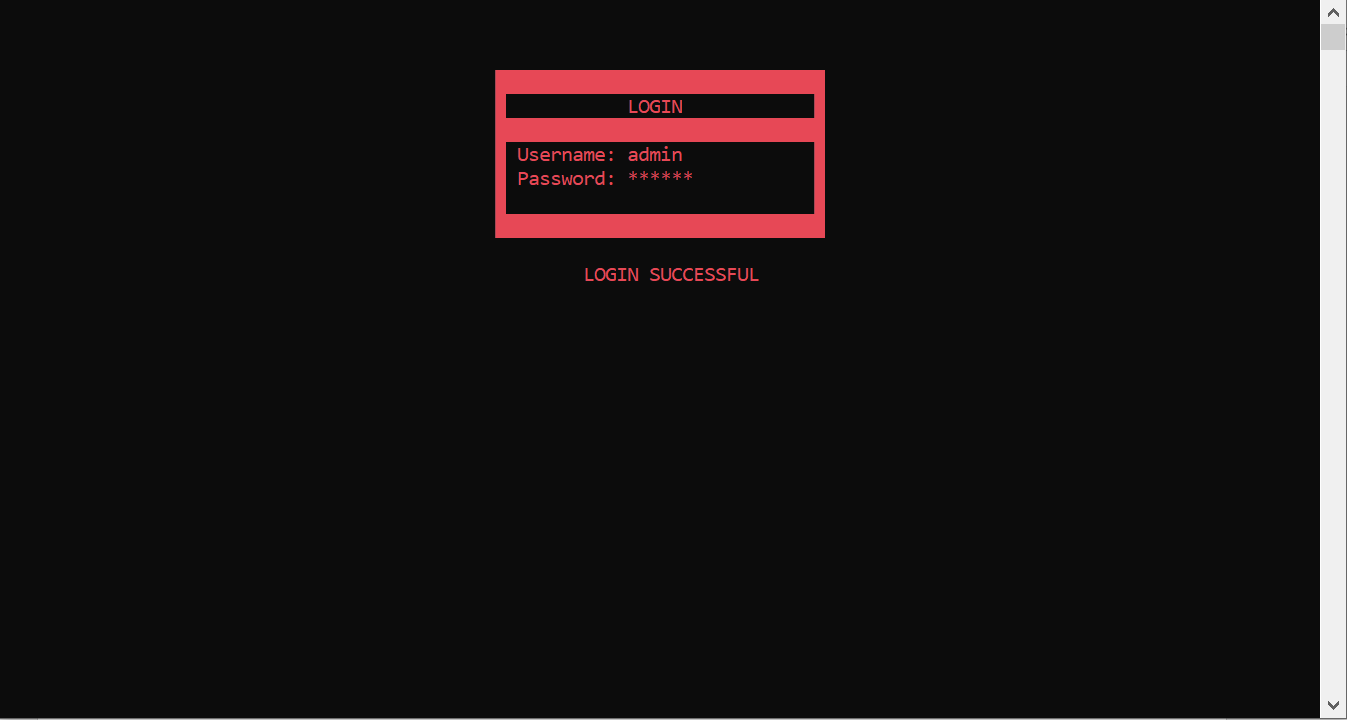 LOGIN
Username: admin
Password: ******
LOGIN SUCCESSFUL